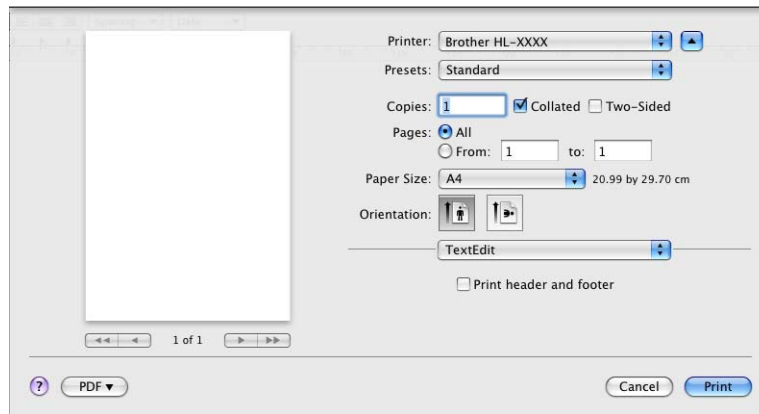 Spacing Lists
Printer: Brother HL-XXXX
Presets: Standard
Copies: 1 Collated Two-Sided
Pages: All
From: 1 to: 1
Paper Size: A4 20.99 by 29.70 cm
Orientation:
TextEdit
Print header and footer
1 of 1
? PDF Cancel Print